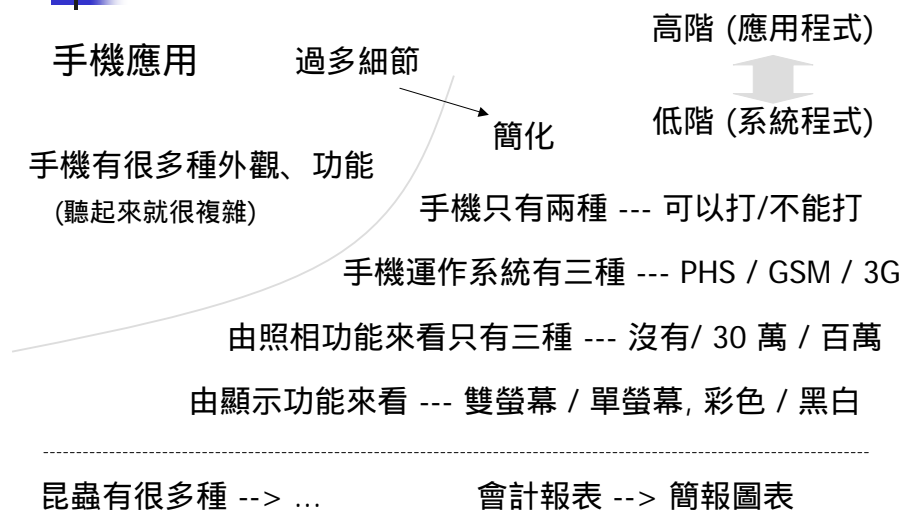 高階 (應用程式)
手機應用
過多細節
低階 (系統程式)
簡化
手機有很多種外觀、功能
(聽起來就很複雜)
手機只有兩種 --- 可以打/不能打
手機運作系統有三種 --- PHS / GSM / 3G
由照相功能來看只有三種 --- 沒有/ 30 萬 / 百萬
由顯示功能來看 --- 雙螢幕 / 單螢幕, 彩色 / 黑白
昆蟲有很多種 --> ...
會計報表 --> 簡報圖表